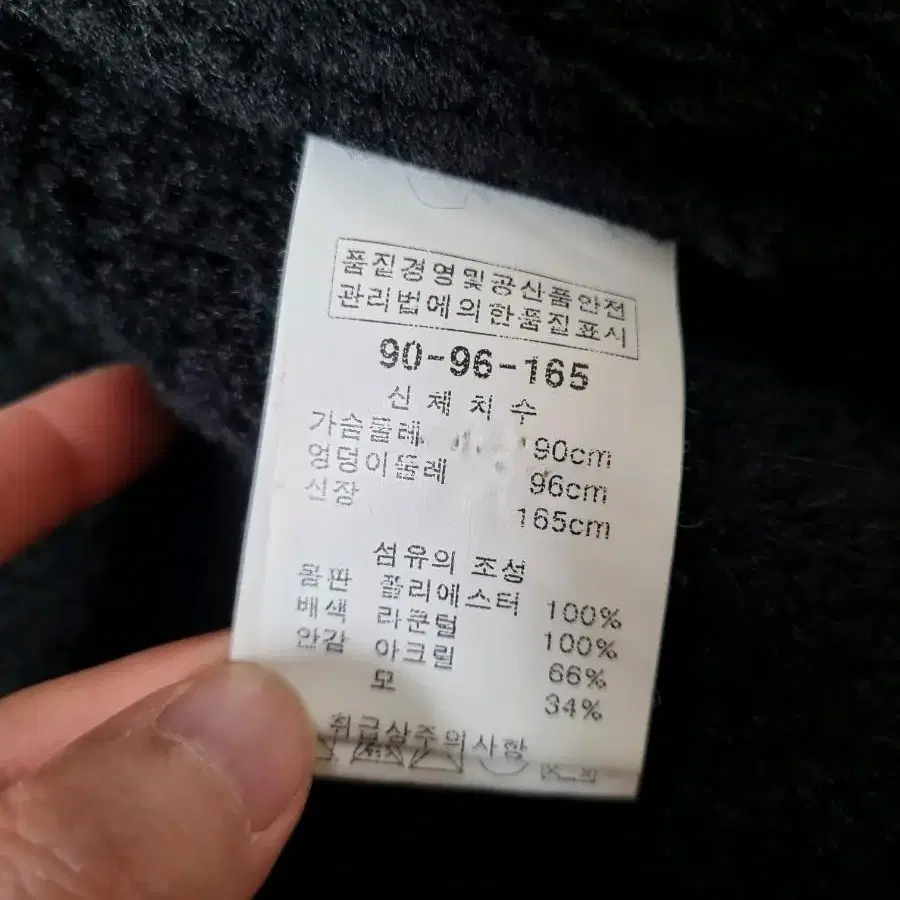 품질경영및공산품안전
관리법에의한품질표시
90-96-165
신체치수
가슴둘레 90cm
엉덩이둘레 96cm
신장 165cm
섬유의 조성
몸판 폴리에스터 100%
배색 라쿤털 100%
안감 아크릴 66%
모 34%
취급상주의사항